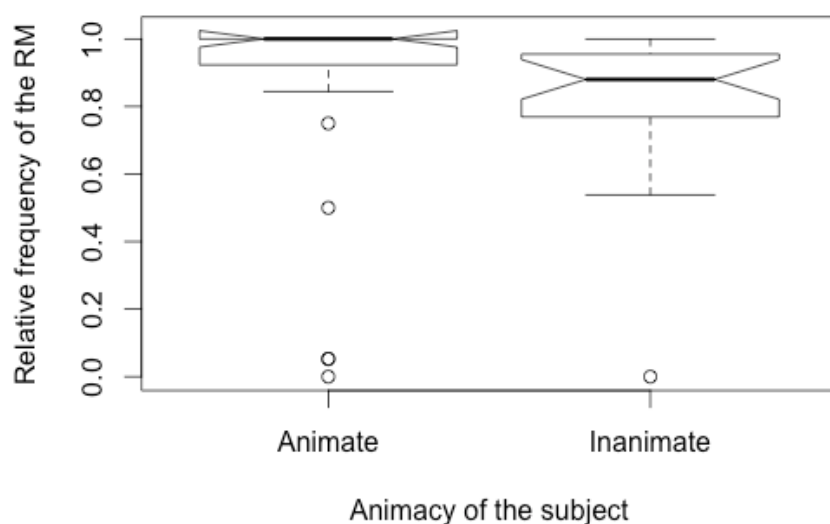 Relative frequency of the RM
1.0
0.8
0.6
0.4
0.2
0.0
Animate Inanimate
Animacy of the subject